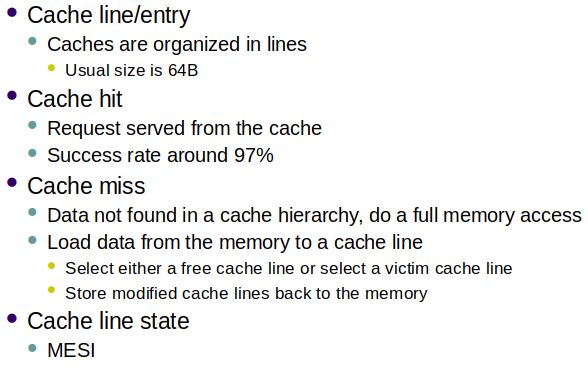 Cache line/entry
Caches are organized in lines
Usual size is 64B
Cache hit
Request served from the cache
Success rate around 97%
Cache miss
Data not found in a cache hierarchy, do a full memory access
Load data from the memory to a cache line
Select either a free cache line or select a victim cache line
Store modified cache lines back to the memory
Cache line state
MESI